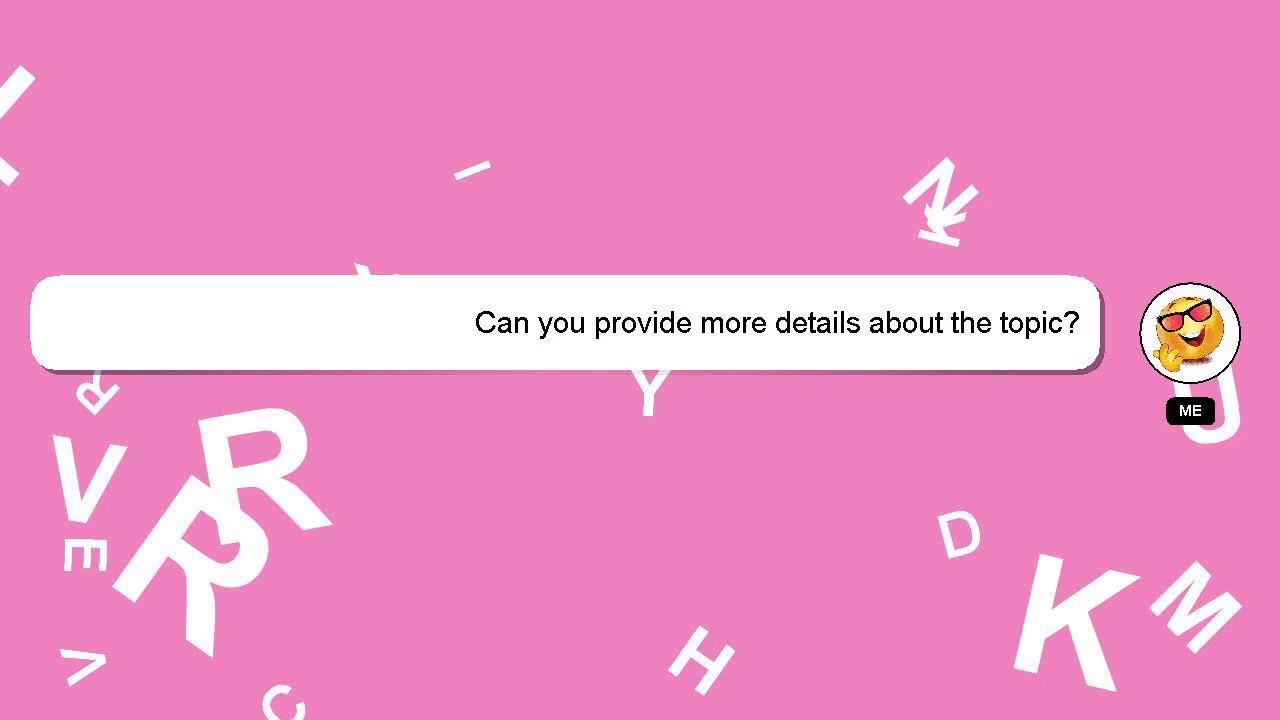 I
N
K
Can you provide more details about the topic?
ME
R
Y
U
V
R
R
E
D
K
M
V
H
C